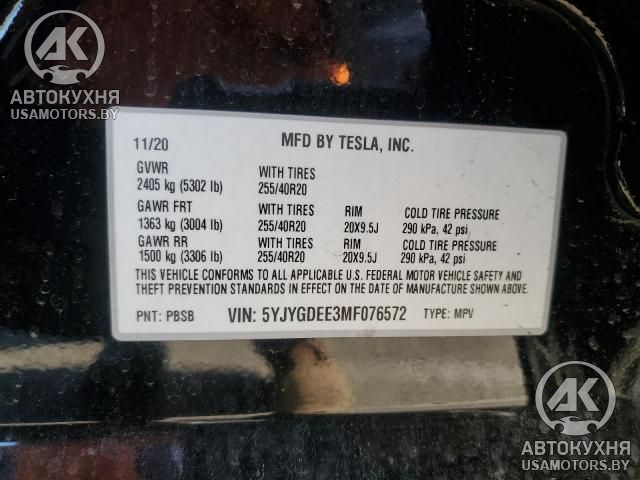 АК
АВТОКУХНЯ
USAMOTORS.BY
11/20 MFD BY TESLA, INC.
GVWR WITH TIRES
2405 kg (5302 lb) 255/40R20
GAWR FRT WITH TIRES RIM COLD TIRE PRESSURE
1363 kg (3004 lb) 255/40R20 20X9.5J 290 kPa, 42 psi
GAWR RR WITH TIRES RIM COLD TIRE PRESSURE
1500 kg (3306 lb) 255/40R20 20X9.5J 290 kPa, 42 psi
THIS VEHICLE CONFORMS TO ALL APPLICABLE U.S. FEDERAL MOTOR VEHICLE SAFETY AND
THEFT PREVENTION STANDARDS IN EFFECT ON THE DATE OF MANUFACTURE SHOWN ABOVE.
PNT: PBSB VIN: 5YJYGDEE3MF076572 TYPE: MPV
АК
АВТОКУХНЯ
USAMOTORS.BY